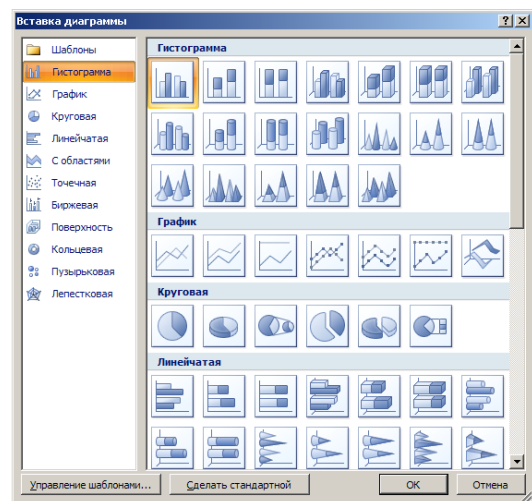 Вставка диаграммы
Шаблоны
Гистограмма
График
Круговая
Линейчатая
С областями
Точечная
Биржевая
Поверхность
Кольцевая
Пузырьковая
Лепестковая
Гистограмма
График
Круговая
Линейчатая
Управление шаблонами...
Сделать стандартной
ОК
Отмена